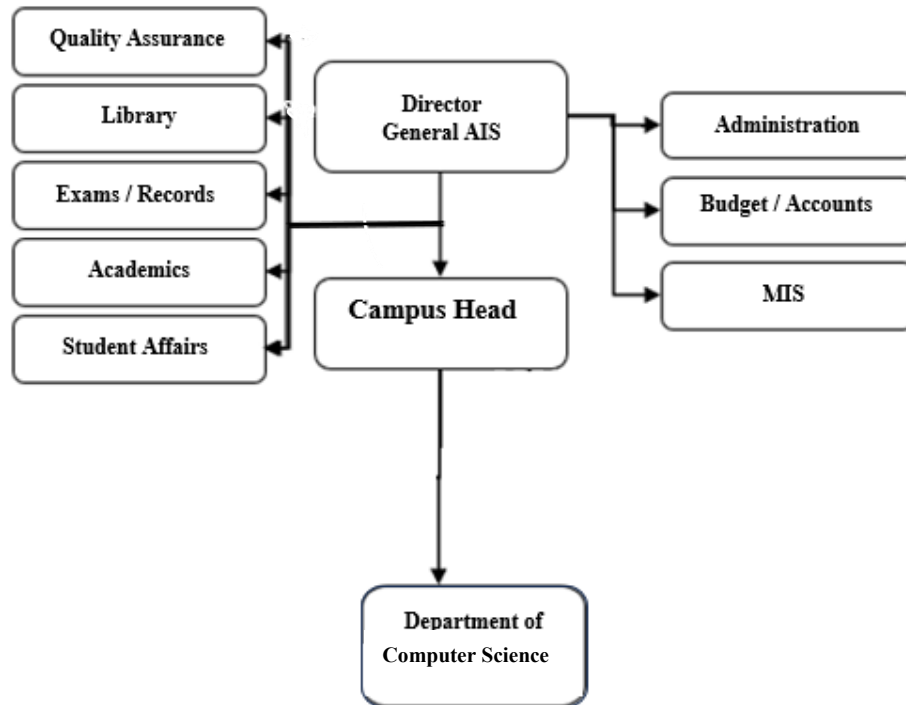 Quality Assurance
Library
Exams / Records
Academics
Student Affairs
Director
General AIS
Campus Head
Administration
Budget / Accounts
MIS
Department of
Computer Science